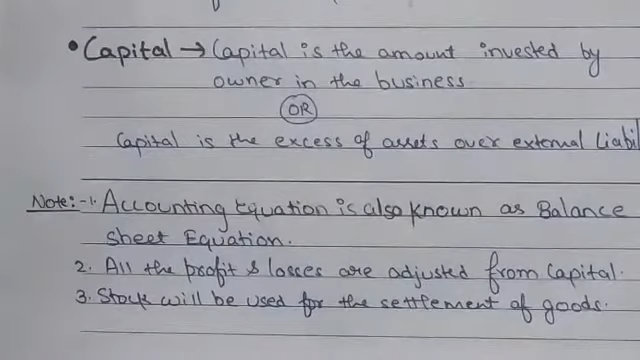 • Capital → Capital is the amount invested by
owner in the business
OR
Capital is the excess of assets over external Liabil
Note:-1. Accounting Equation is also known as Balance
Sheet Equation.
2. All the profit & losses are adjusted from Capital.
3. Stock will be used for the settlement of goods.